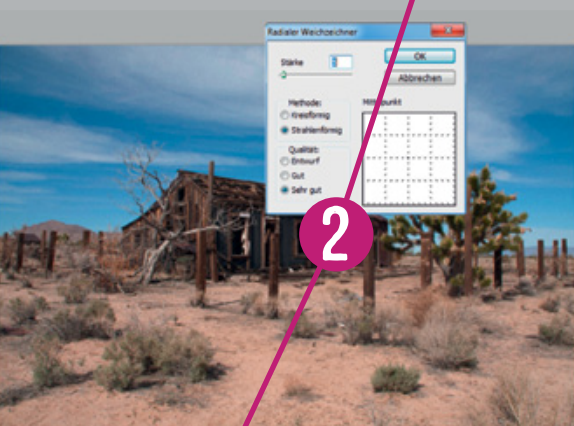 Radialer Weichzeichner
Stärke
OK
Abbrechen
Methode:
Kreisförmig
Strahlenförmig
Mittelpunkt
Qualität:
Entwurf
Gut
Sehr gut
2